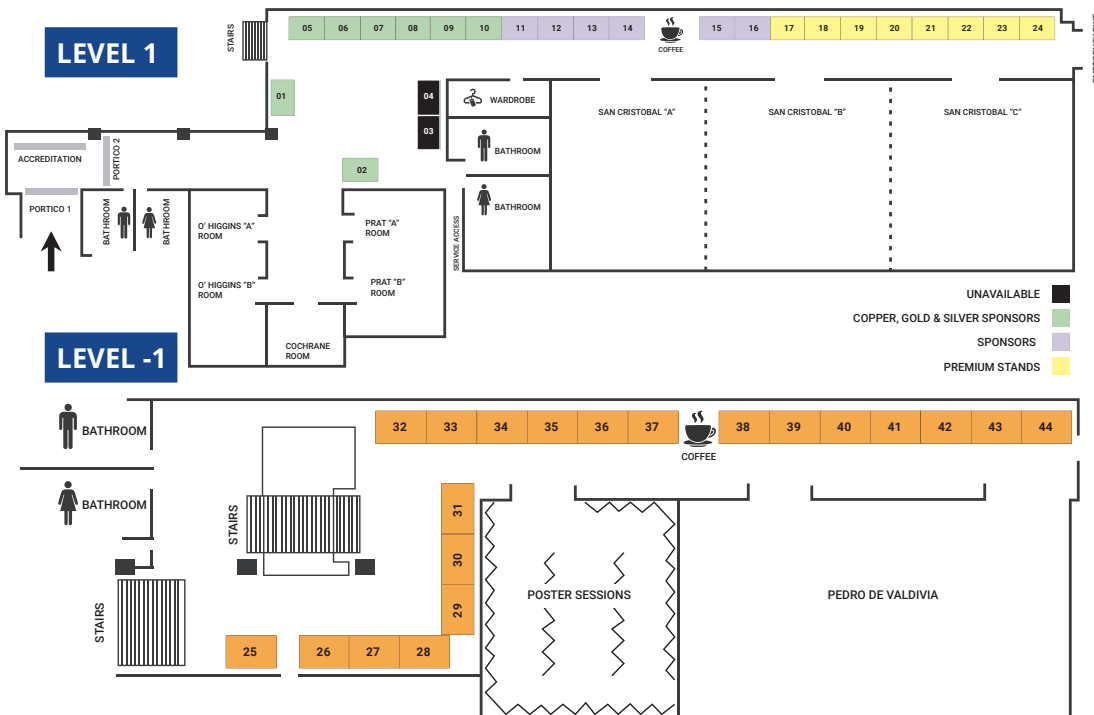 LEVEL 1
STAIRS
05 06 07 08 09 10 11 12 13 14
COFFEE
15 16 17 18 19 20 21 22 23 24
01
04
03
02
WARDROBE
BATHROOM
BATHROOM
SAN CRISTOBAL “A”
SAN CRISTOBAL “B”
SAN CRISTOBAL “C”
ACCREDITATION
PORTICO 2
PORTICO 1
BATHROOM
BATHROOM
O’ HIGGINS “A”
ROOM
O’ HIGGINS “B”
ROOM
PRAT “A”
ROOM
PRAT “B”
ROOM
SERVICE ACCESS
COCHRANE
ROOM
UNAVAILABLE
COPPER, GOLD & SILVER SPONSORS
SPONSORS
PREMIUM STANDS
LEVEL -1
BATHROOM
BATHROOM
STAIRS
STAIRS
32 33 34 35 36 37
COFFEE
38 39 40 41 42 43 44
31
30
29
25
26 27 28
POSTER SESSIONS
PEDRO DE VALDIVIA